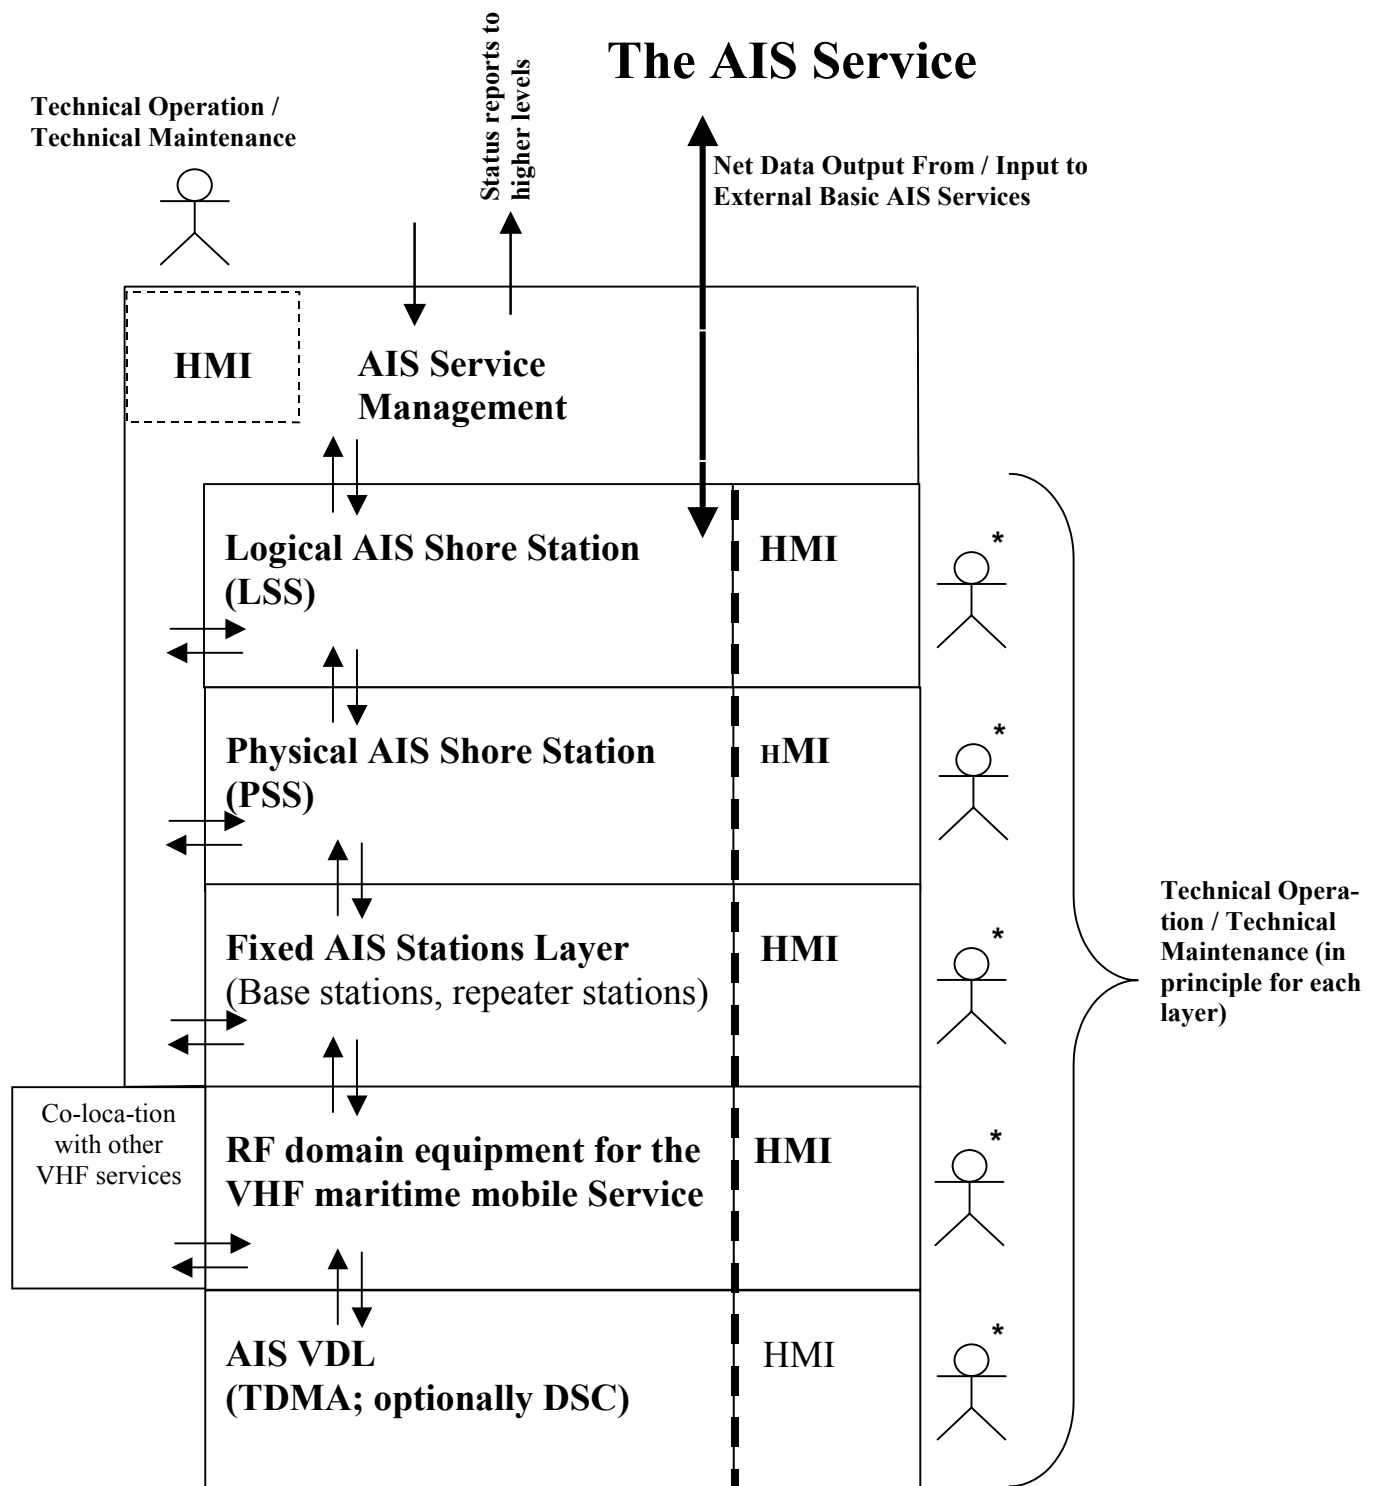 Status reports to
higher levels
The AIS Service
Technical Operation /
Technical Maintenance
Net Data Output From / Input to
External Basic AIS Services
HMI
AIS Service
Management
Logical AIS Shore Station
(LSS)
HMI
*
Physical AIS Shore Station
(PSS)
HMI
*
Fixed AIS Stations Layer
(Base stations, repeater stations)
HMI
*
Technical Opera-
tion / Technical
Maintenance (in
principle for each
layer)
Co-loca-tion
with other
VHF services
RF domain equipment for the
VHF maritime mobile Service
HMI
*
AIS VDL
(TDMA; optionally DSC)
HMI
*